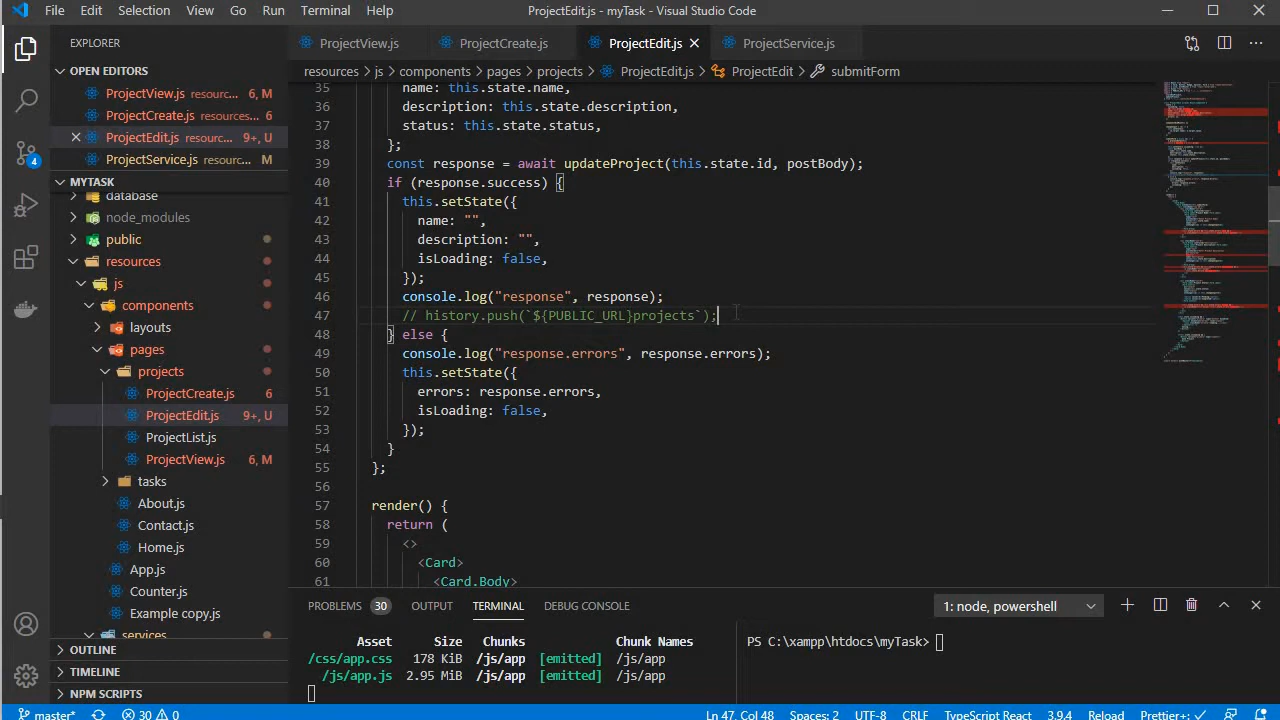 File Edit Selection View Go Run Terminal Help
ProjectEdit.js - myTask - Visual Studio Code
EXPLORER
OPEN EDITORS
ProjectView.js resourc... 6, M
ProjectCreate.js resources... 6
ProjectEdit.js resourc... 9+, U
ProjectService.js resourc... M
MYTASK
database
node_modules
public
resources
js
components
layouts
pages
projects
ProjectCreate.js 6
ProjectEdit.js 9+, U
ProjectList.js
ProjectView.js 6, M
tasks
About.js
Contact.js
Home.js
App.js
Counter.js
Example copy.js
services
OUTLINE
TIMELINE
NPM SCRIPTS
4
ProjectView.js ProjectCreate.js ProjectEdit.js ProjectService.js
resources > js > components > pages > projects > ProjectEdit.js > ProjectEdit > submitForm
35 name: this.state.name,
36 description: this.state.description,
37 status: this.state.status,
38 };
39 const response = await updateProject(this.state.id, postBody);
40 if (response.success) {
41 this.setState({
42 name: "",
43 description: "",
44 isLoading: false,
45 });
46 console.log("response", response);
47 // history.push(`${PUBLIC_URL}projects`);
48 } else {
49 console.log("response.errors", response.errors);
50 this.setState({
51 errors: response.errors,
52 isLoading: false,
53 });
54 }
55 };
56
57 render() {
58 return (
59 <>
60 <Card>
61 <Card.Body>
PROBLEMS 30 OUTPUT TERMINAL DEBUG CONSOLE
1: node, powershell
Asset Size Chunks Chunk Names
/css/app.css 178 KiB /js/app [emitted] /js/app
/js/app.js 2.95 MiB /js/app [emitted] /js/app
PS C:\xampp\htdocs\myTask>
master* 30 0 Ln 47, Col 48 Spaces: 2 UTF-8 CRLF TypeScript React 3.9.4 Reload Prettier+: ✓